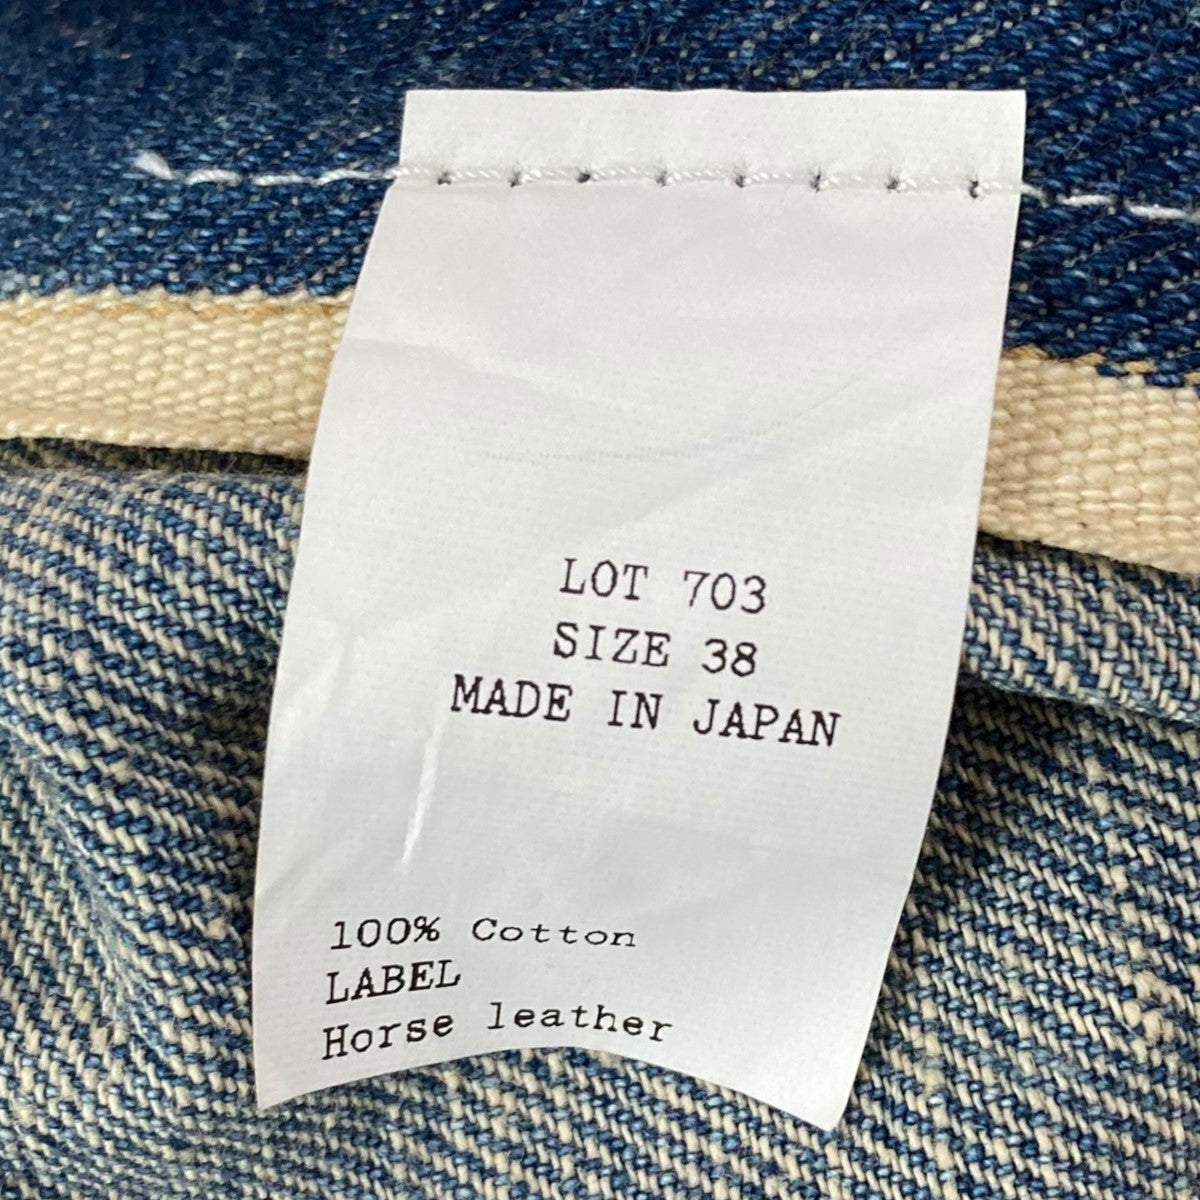 LOT 703
SIZE 38
MADE IN JAPAN
100% Cotton
LABEL
Horse leather